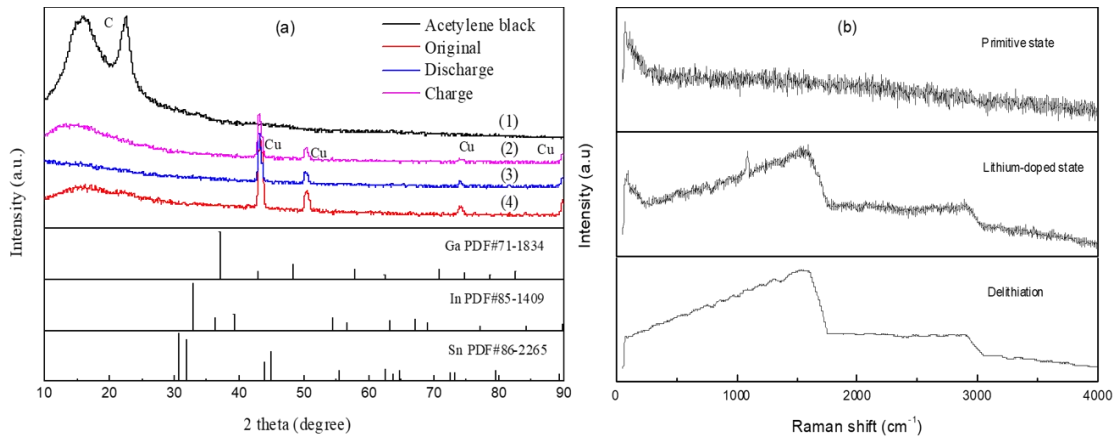 (a)
C
Acetylene black
Original
Discharge
Charge
(1)
(2)
(3)
(4)
Cu
Cu
Cu
Cu
Ga PDF#71-1834
In PDF#85-1409
Sn PDF#86-2265
Intensity (a.u.)
10 20 30 40 50 60 70 80 90
2 theta (degree)
(b)
Primitive state
Lithium-doped state
Delithiation
Intensity (a.u)
0 1000 2000 3000 4000
Raman shift (cm⁻¹)